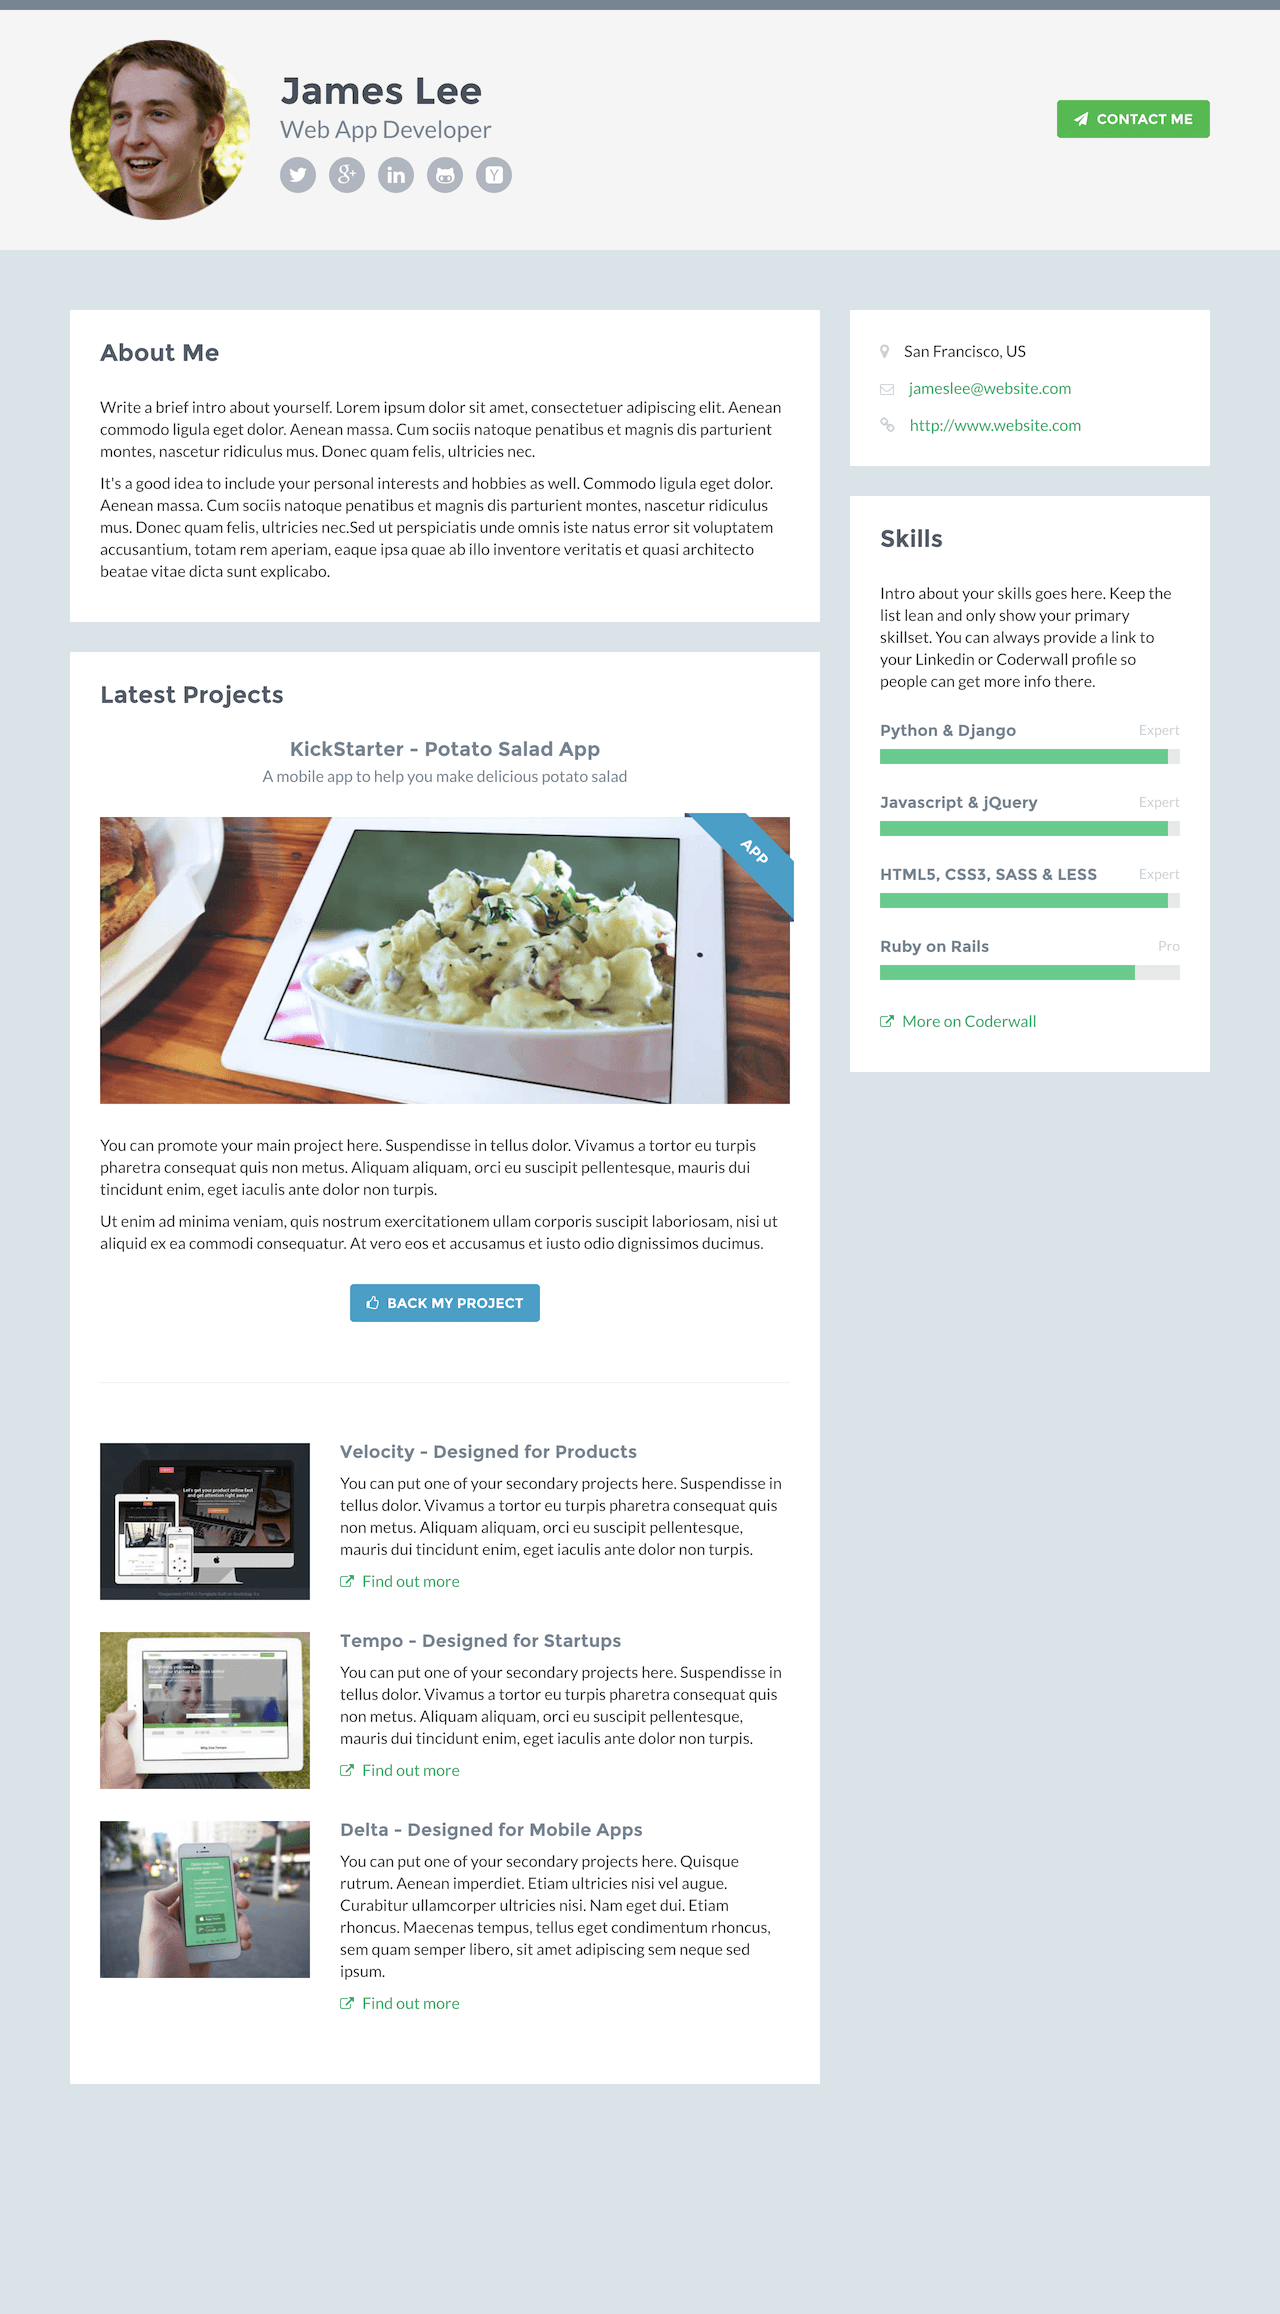 James Lee
Web App Developer
CONTACT ME
About Me
Write a brief intro about yourself. Lorem ipsum dolor sit amet, consectetuer adipiscing elit. Aenean
commodo ligula eget dolor. Aenean massa. Cum sociis natoque penatibus et magnis dis parturient
montes, nascetur ridiculus mus. Donec quam felis, ultricies nec.
It's a good idea to include your personal interests and hobbies as well. Commodo ligula eget dolor.
Aenean massa. Cum sociis natoque penatibus et magnis dis parturient montes, nascetur ridiculus
mus. Donec quam felis, ultricies nec.Sed ut perspiciatis unde omnis iste natus error sit voluptatem
accusantium, totam rem aperiam, eaque ipsa quae ab illo inventore veritatis et quasi architecto
beatae vitae dicta sunt explicabo.
Latest Projects
KickStarter - Potato Salad App
A mobile app to help you make delicious potato salad
APP
You can promote your main project here. Suspendisse in tellus dolor. Vivamus a tortor eu turpis
pharetra consequat quis non metus. Aliquam aliquam, orci eu suscipit pellentesque, mauris dui
tincidunt enim, eget iaculis ante dolor non turpis.
Ut enim ad minima veniam, quis nostrum exercitationem ullam corporis suscipit laboriosam, nisi ut
aliquid ex ea commodi consequatur. At vero eos et accusamus et iusto odio dignissimos ducimus.
BACK MY PROJECT
Let's get your product online fast
and get attention right away!
Velocity - Designed for Products
You can put one of your secondary projects here. Suspendisse in
tellus dolor. Vivamus a tortor eu turpis pharetra consequat quis
non metus. Aliquam aliquam, orci eu suscipit pellentesque,
mauris dui tincidunt enim, eget iaculis ante dolor non turpis.
Find out more
Why Use Tempo
Tempo - Designed for Startups
You can put one of your secondary projects here. Suspendisse in
tellus dolor. Vivamus a tortor eu turpis pharetra consequat quis
non metus. Aliquam aliquam, orci eu suscipit pellentesque,
mauris dui tincidunt enim, eget iaculis ante dolor non turpis.
Find out more
Delta - Designed for Mobile Apps
You can put one of your secondary projects here. Quisque
rutrum. Aenean imperdiet. Etiam ultricies nisi vel augue.
Curabitur ullamcorper ultricies nisi. Nam eget dui. Etiam
rhoncus. Maecenas tempus, tellus eget condimentum rhoncus,
sem quam semper libero, sit amet adipiscing sem neque sed
ipsum.
Find out more
San Francisco, US
jameslee@website.com
http://www.website.com
Skills
Intro about your skills goes here. Keep the
list lean and only show your primary
skillset. You can always provide a link to
your Linkedin or Coderwall profile so
people can get more info there.
Python & Django Expert
Javascript & jQuery Expert
HTML5, CSS3, SASS & LESS Expert
Ruby on Rails Pro
More on Coderwall